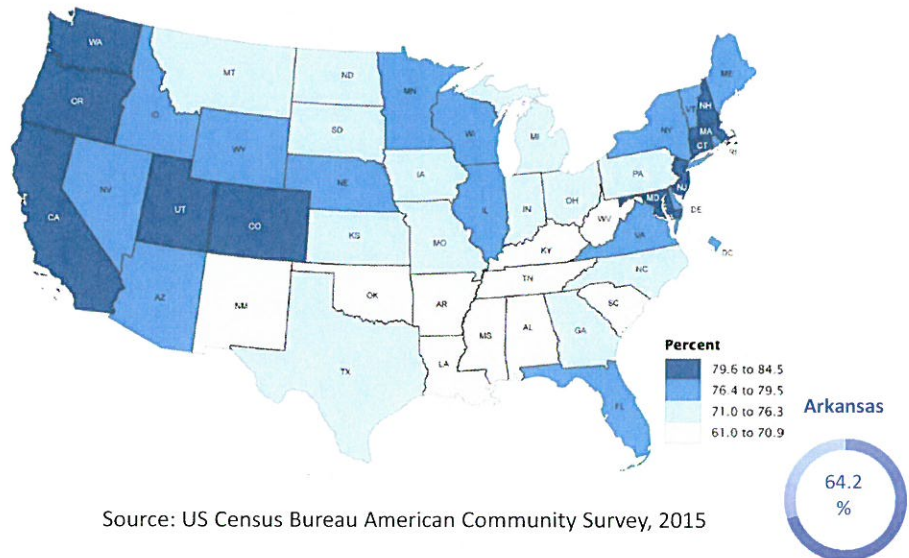 WA
OR
CA
NV
ID
MT
WY
UT
CO
AZ
NM
ND
SD
NE
KS
OK
TX
MN
IA
MO
AR
LA
WI
IL
MI
IN
OH
KY
TN
MS
AL
GA
FL
SC
NC
VA
WV
PA
NY
VT
NH
ME
MA
CT
RI
NJ
DE
MD
DC
Percent
79.6 to 84.5
76.4 to 79.5
71.0 to 76.3
61.0 to 70.9
Arkansas
64.2
%
Source: US Census Bureau American Community Survey, 2015